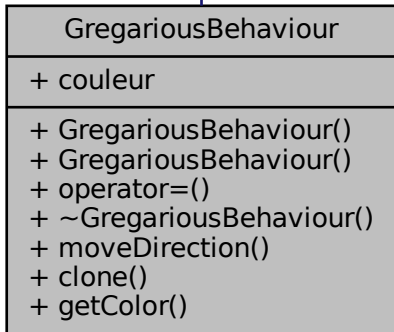 GregariousBehaviour
+ couleur
+ GregariousBehaviour()
+ GregariousBehaviour()
+ operator=()
+ ~GregariousBehaviour()
+ moveDirection()
+ clone()
+ getColor()